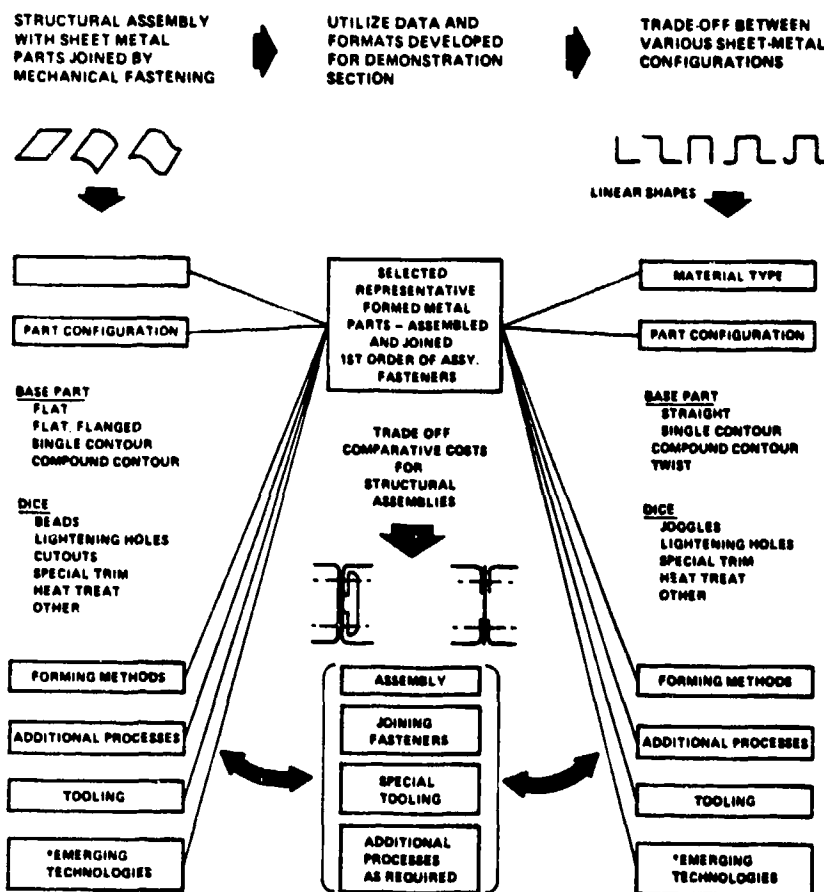 STRUCTURAL ASSEMBLY
WITH SHEET METAL
PARTS JOINED BY
MECHANICAL FASTENING
UTILIZE DATA AND
FORMATS DEVELOPED
FOR DEMONSTRATION
SECTION
TRADE-OFF BETWEEN
VARIOUS SHEET-METAL
CONFIGURATIONS
LINEAR SHAPES
PART CONFIGURATION
BASE PART
FLAT
FLAT, FLANGED
SINGLE CONTOUR
COMPOUND CONTOUR
DICE
BEADS
LIGHTENING HOLES
CUTOUTS
SPECIAL TRIM
HEAT TREAT
OTHER
FORMING METHODS
ADDITIONAL PROCESSES
TOOLING
*EMERGING
TECHNOLOGIES
SELECTED
REPRESENTATIVE
FORMED METAL
PARTS – ASSEMBLED
AND JOINED
1ST ORDER OF ASSY.
FASTENERS
TRADE OFF
COMPARATIVE COSTS
FOR
STRUCTURAL
ASSEMBLIES
ASSEMBLY
JOINING
FASTENERS
SPECIAL
TOOLING
ADDITIONAL
PROCESSES
AS REQUIRED
MATERIAL TYPE
PART CONFIGURATION
BASE PART
STRAIGHT
SINGLE CONTOUR
COMPOUND CONTOUR
TWIST
DICE
JOGGLES
LIGHTENING HOLES
SPECIAL TRIM
HEAT TREAT
OTHER
FORMING METHODS
ADDITIONAL PROCESSES
TOOLING
*EMERGING
TECHNOLOGIES